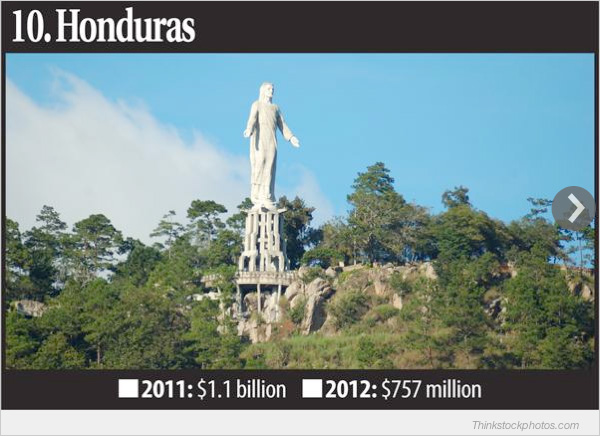 10. Honduras
2011: $1.1 billion 2012: $757 million
Thinkstockphotos.com